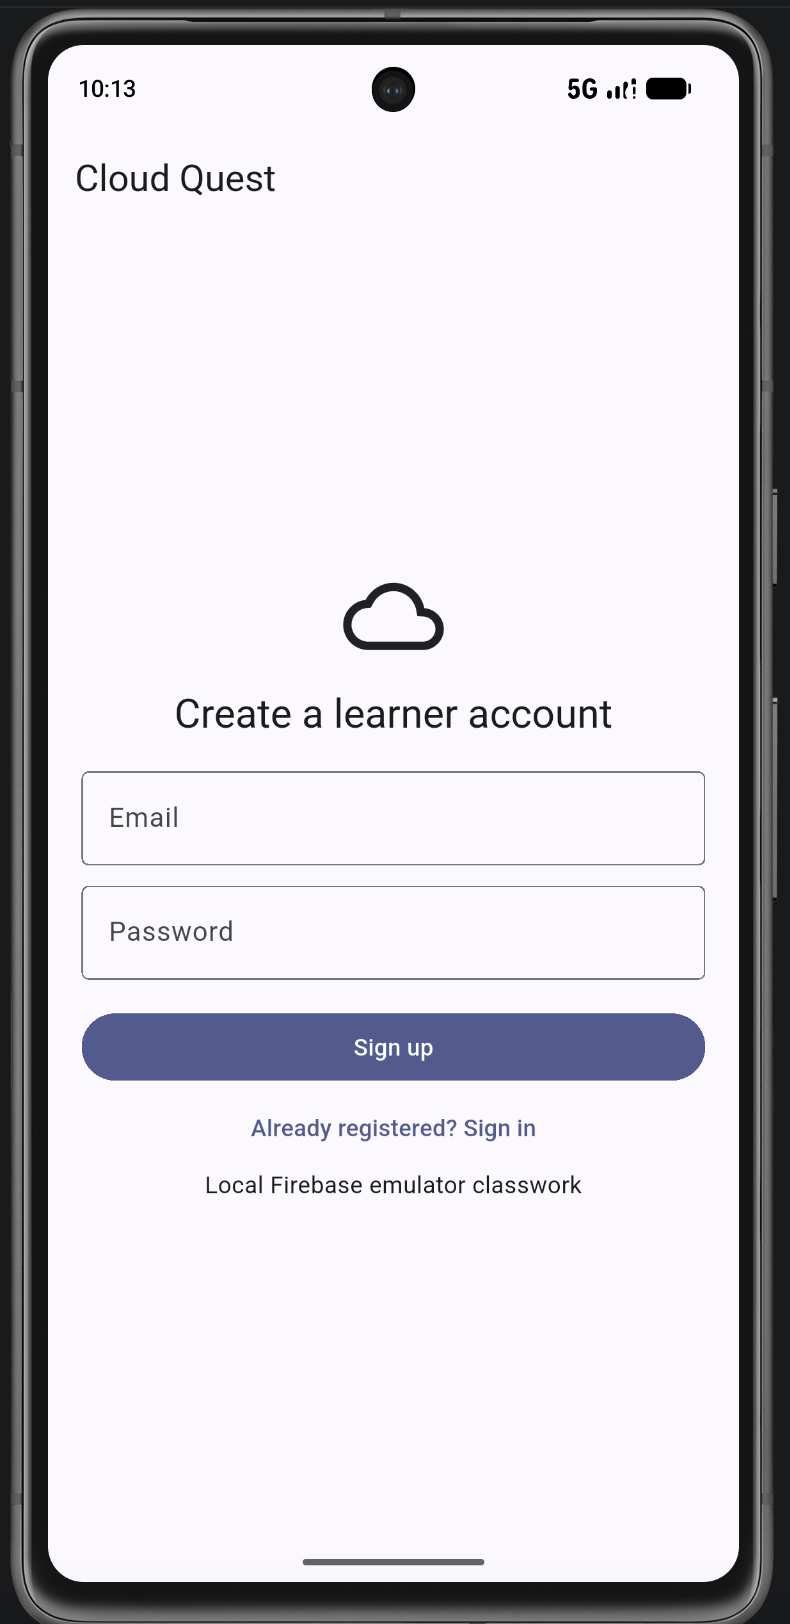 10:13
5G
Cloud Quest
Create a learner account
Email
Password
Sign up
Already registered? Sign in
Local Firebase emulator classwork